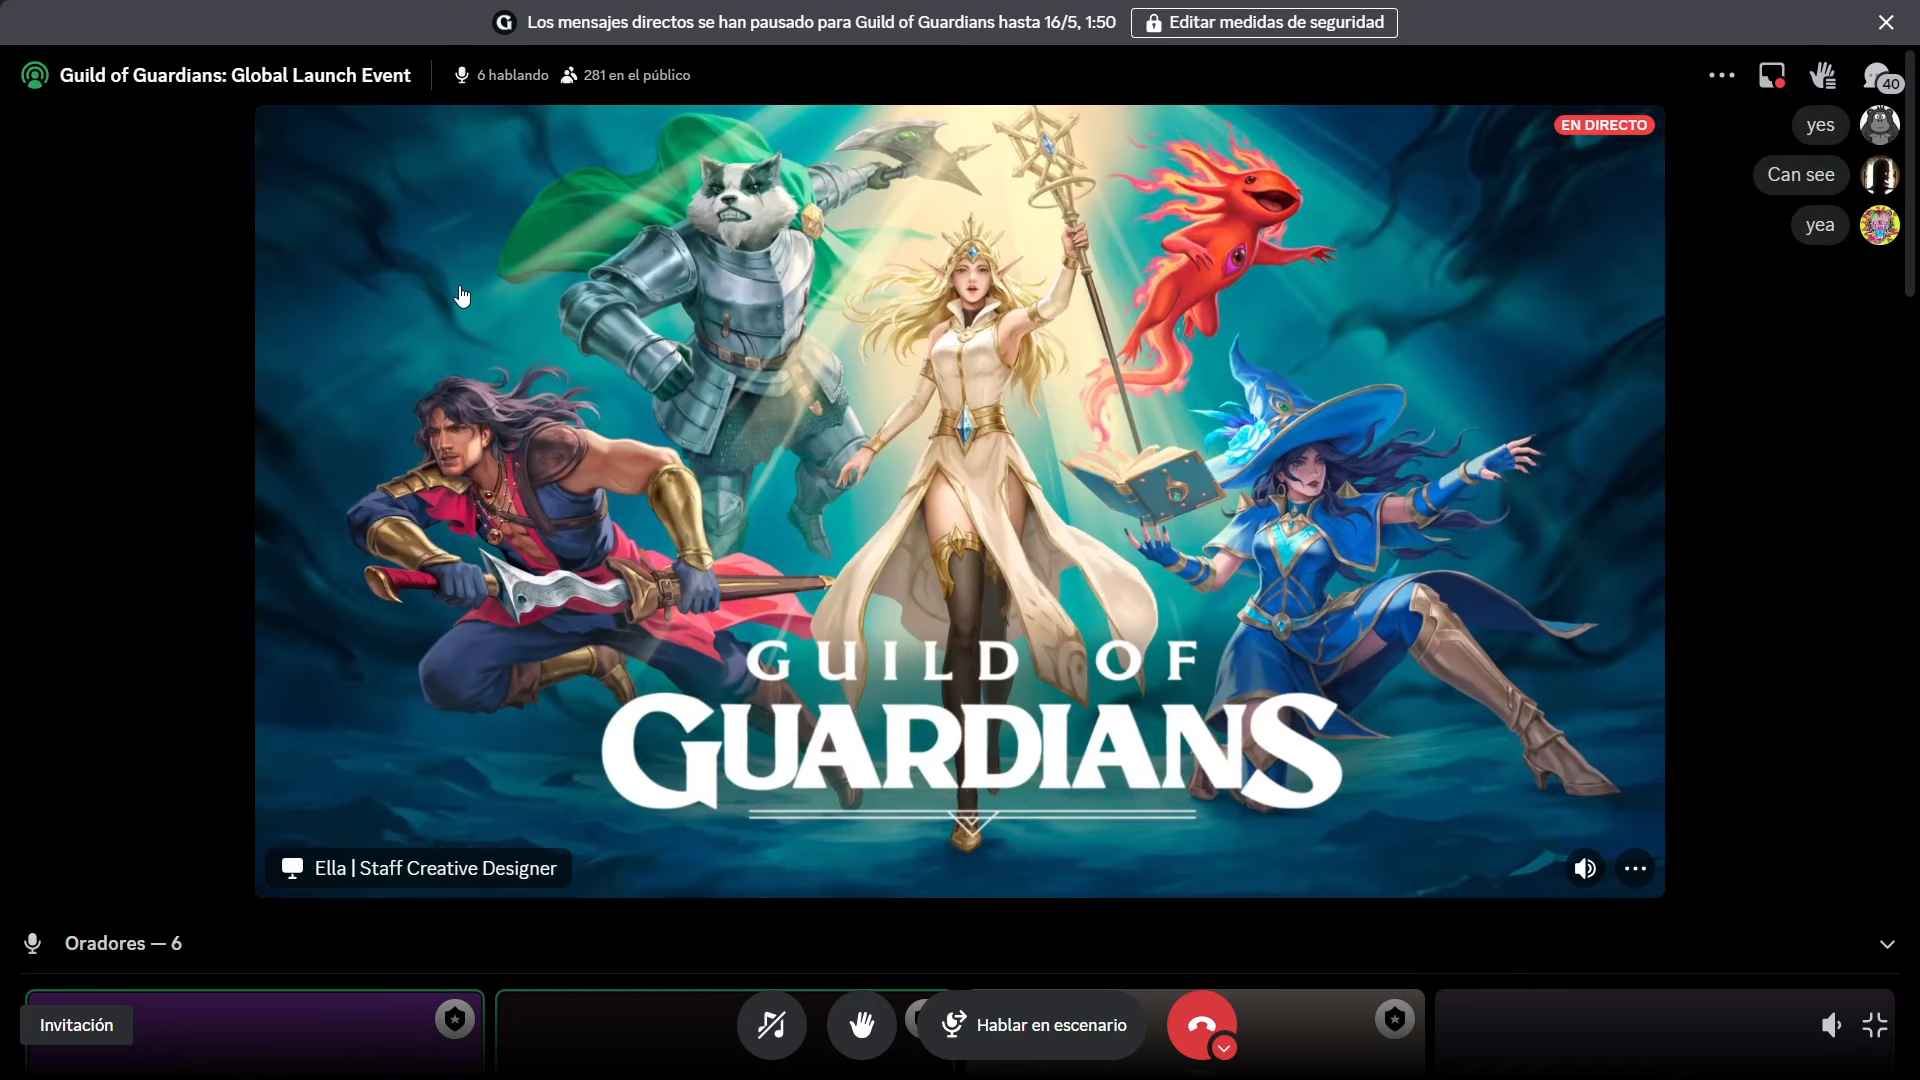 Los mensajes directos se han pausado para Guild of Guardians hasta 16/5, 1:50
Editar medidas de seguridad
Guild of Guardians: Global Launch Event
6 hablando
281 en el público
40
EN DIRECTO
yes
Can see
yea
GUILD OF
GUARDIANS
Ella | Staff Creative Designer
Oradores — 6
Invitación
Hablar en escenario